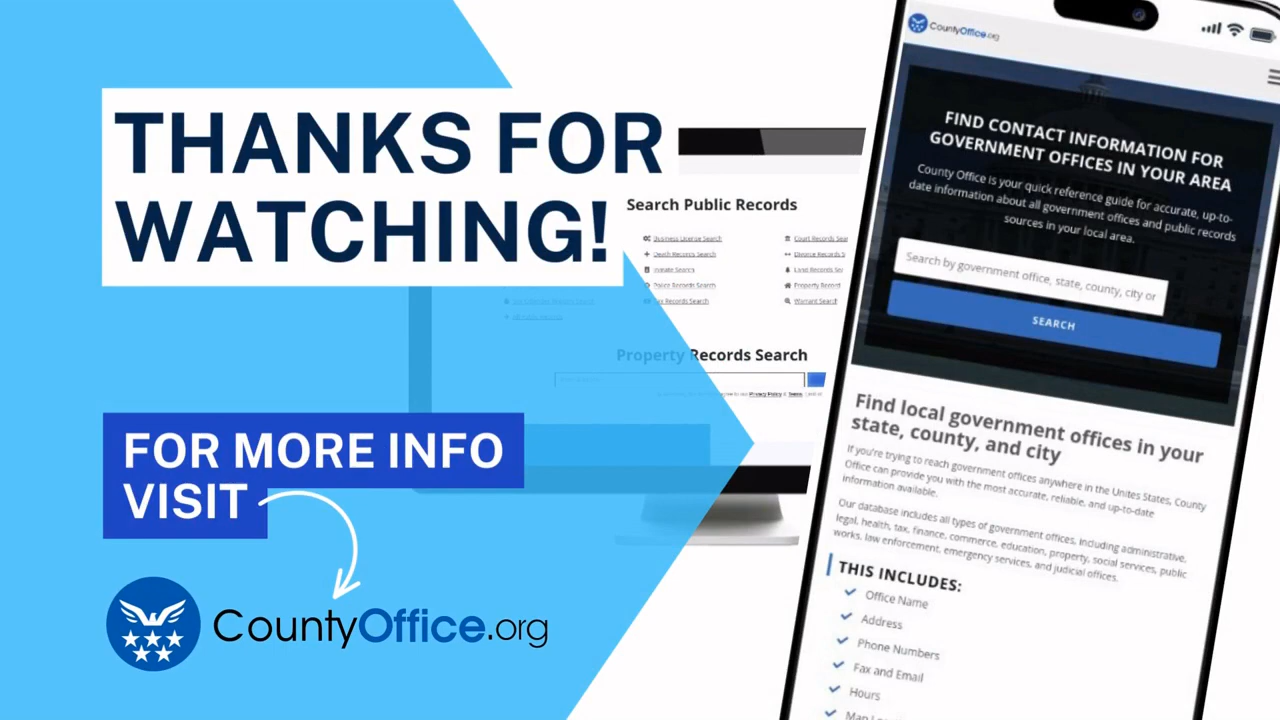 THANKS FOR
WATCHING!
FOR MORE INFO
VISIT
CountyOffice.org
Search Public Records
Business License Search
Court Records Sear
Death Records Search
Divorce Records S
Inmate Search
Land Records Sea
Police Records Search
Property Record
Tax Records Search
Warrant Search
Property Records Search
Privacy Policy & Terms
CountyOffice.org
FIND CONTACT INFORMATION FOR
GOVERNMENT OFFICES IN YOUR AREA
County Office is your quick reference guide for accurate, up-to-
date information about all government offices and public records
sources in your local area.
Search by government office, state, county, city or
SEARCH
Find local government offices in your
state, county, and city
If you're trying to reach government offices anywhere in the Unites States, County
Office can provide you with the most accurate, reliable, and up-to-date
information available.
Our database includes all types of government offices, including administrative,
legal, health, tax, finance, commerce, education, property, social services, public
works, law enforcement, emergency services, and judicial offices.
THIS INCLUDES:
Office Name
Address
Phone Numbers
Fax and Email
Hours